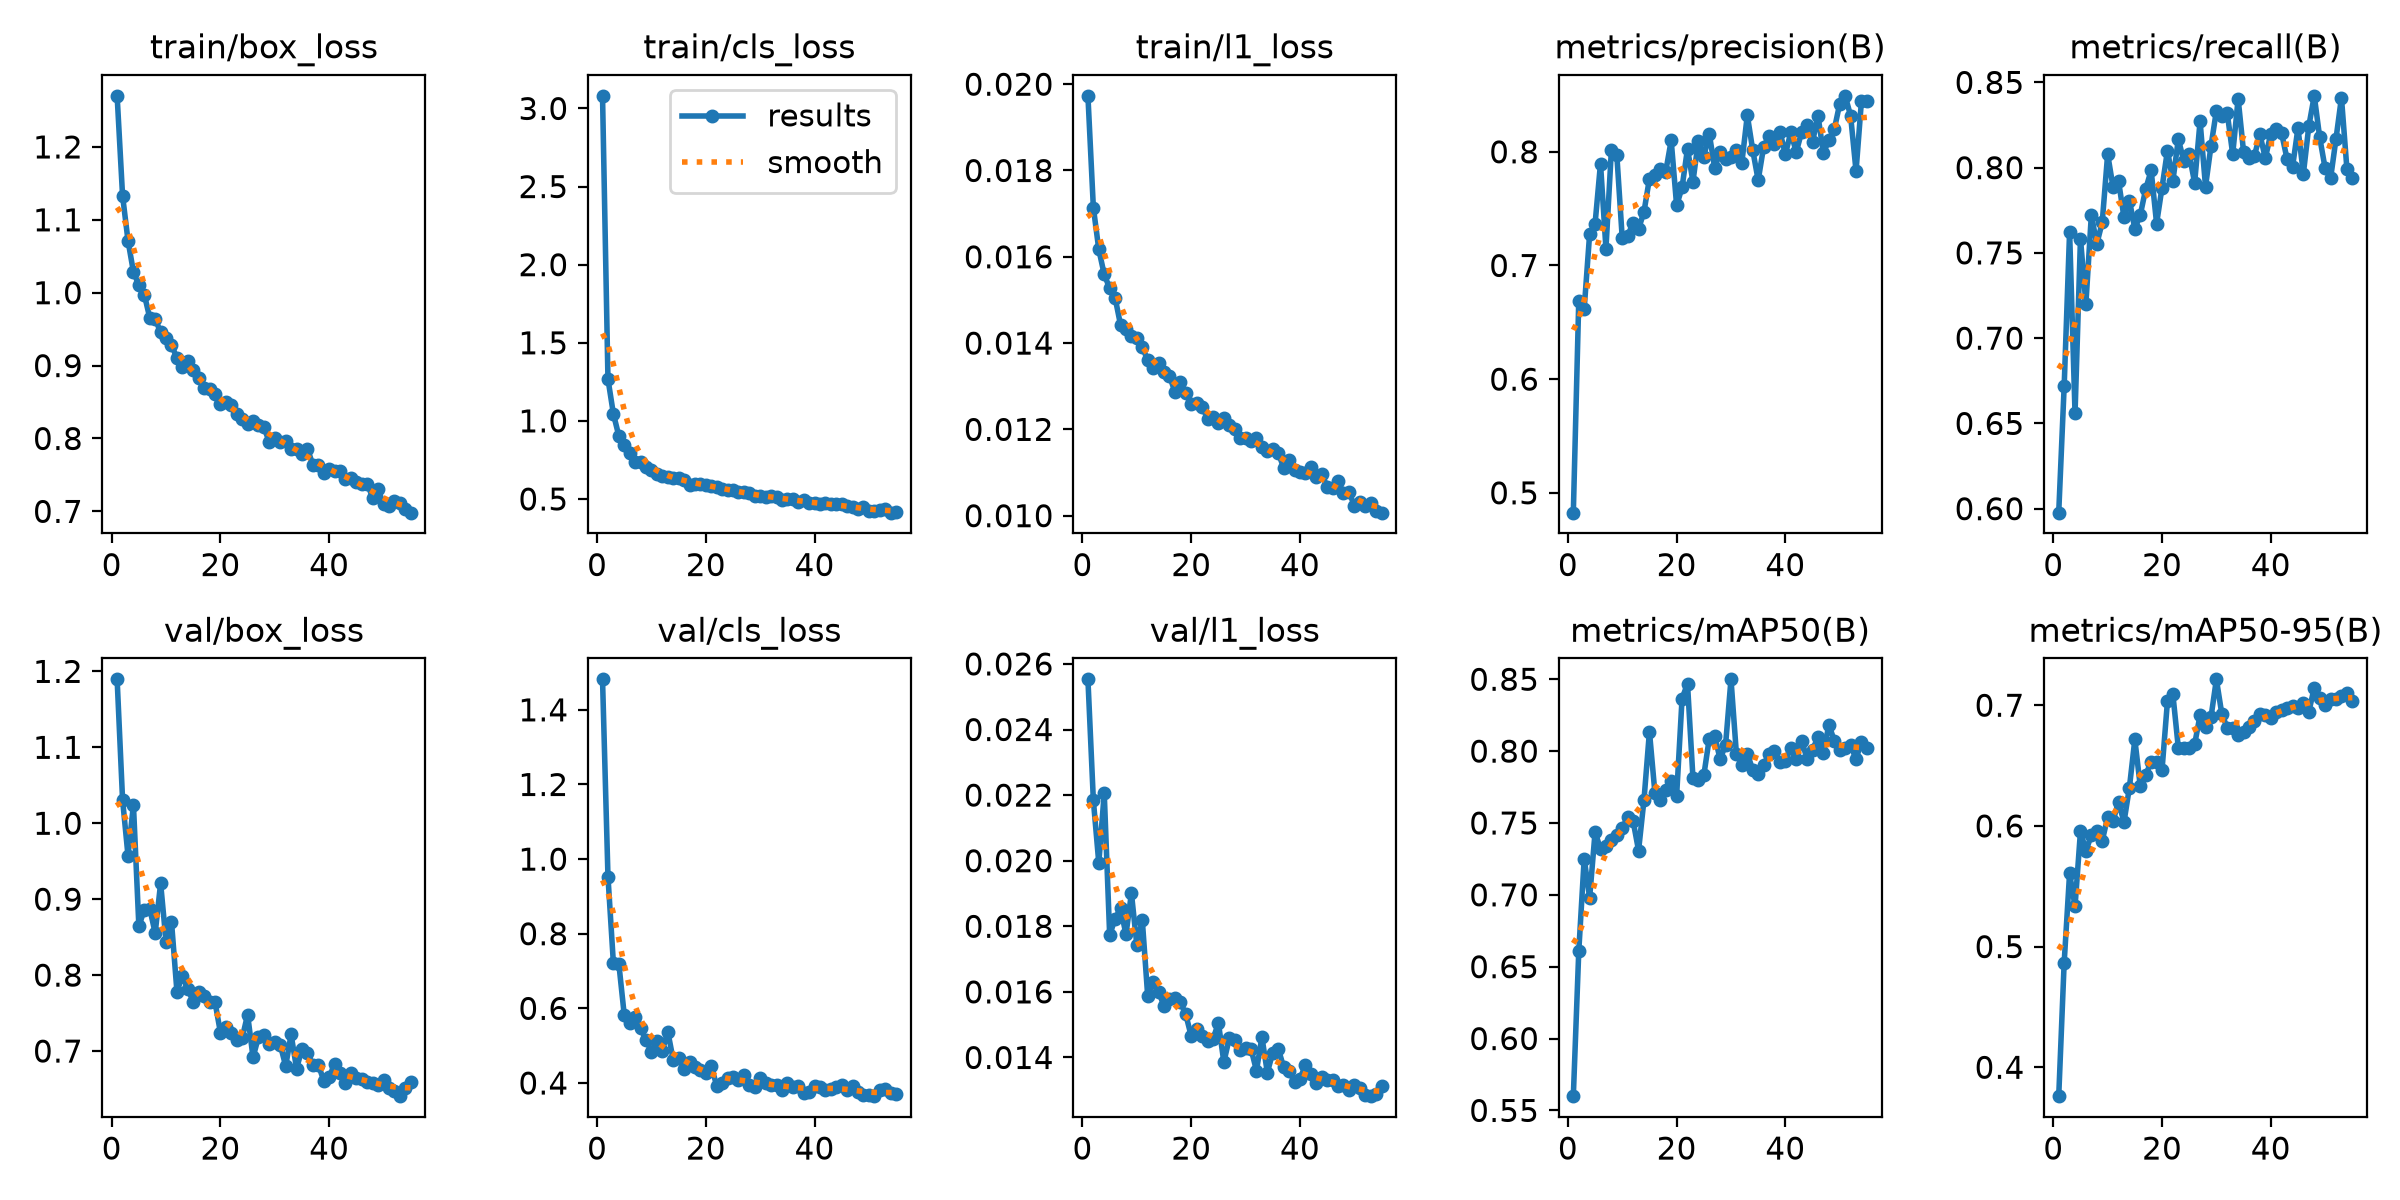 train/box_loss
train/cls_loss
train/l1_loss
metrics/precision(B)
metrics/recall(B)
1.2
1.1
1.0
0.9
0.8
0.7
0 20 40
results
smooth
3.0
2.5
2.0
1.5
1.0
0.5
0 20 40
0.020
0.018
0.016
0.014
0.012
0.010
0 20 40
0.8
0.7
0.6
0.5
0 20 40
0.85
0.80
0.75
0.70
0.65
0.60
0 20 40
val/box_loss
val/cls_loss
val/l1_loss
metrics/mAP50(B)
metrics/mAP50-95(B)
1.2
1.1
1.0
0.9
0.8
0.7
0 20 40
1.4
1.2
1.0
0.8
0.6
0.4
0 20 40
0.026
0.024
0.022
0.020
0.018
0.016
0.014
0 20 40
0.85
0.80
0.75
0.70
0.65
0.60
0.55
0 20 40
0.7
0.6
0.5
0.4
0 20 40